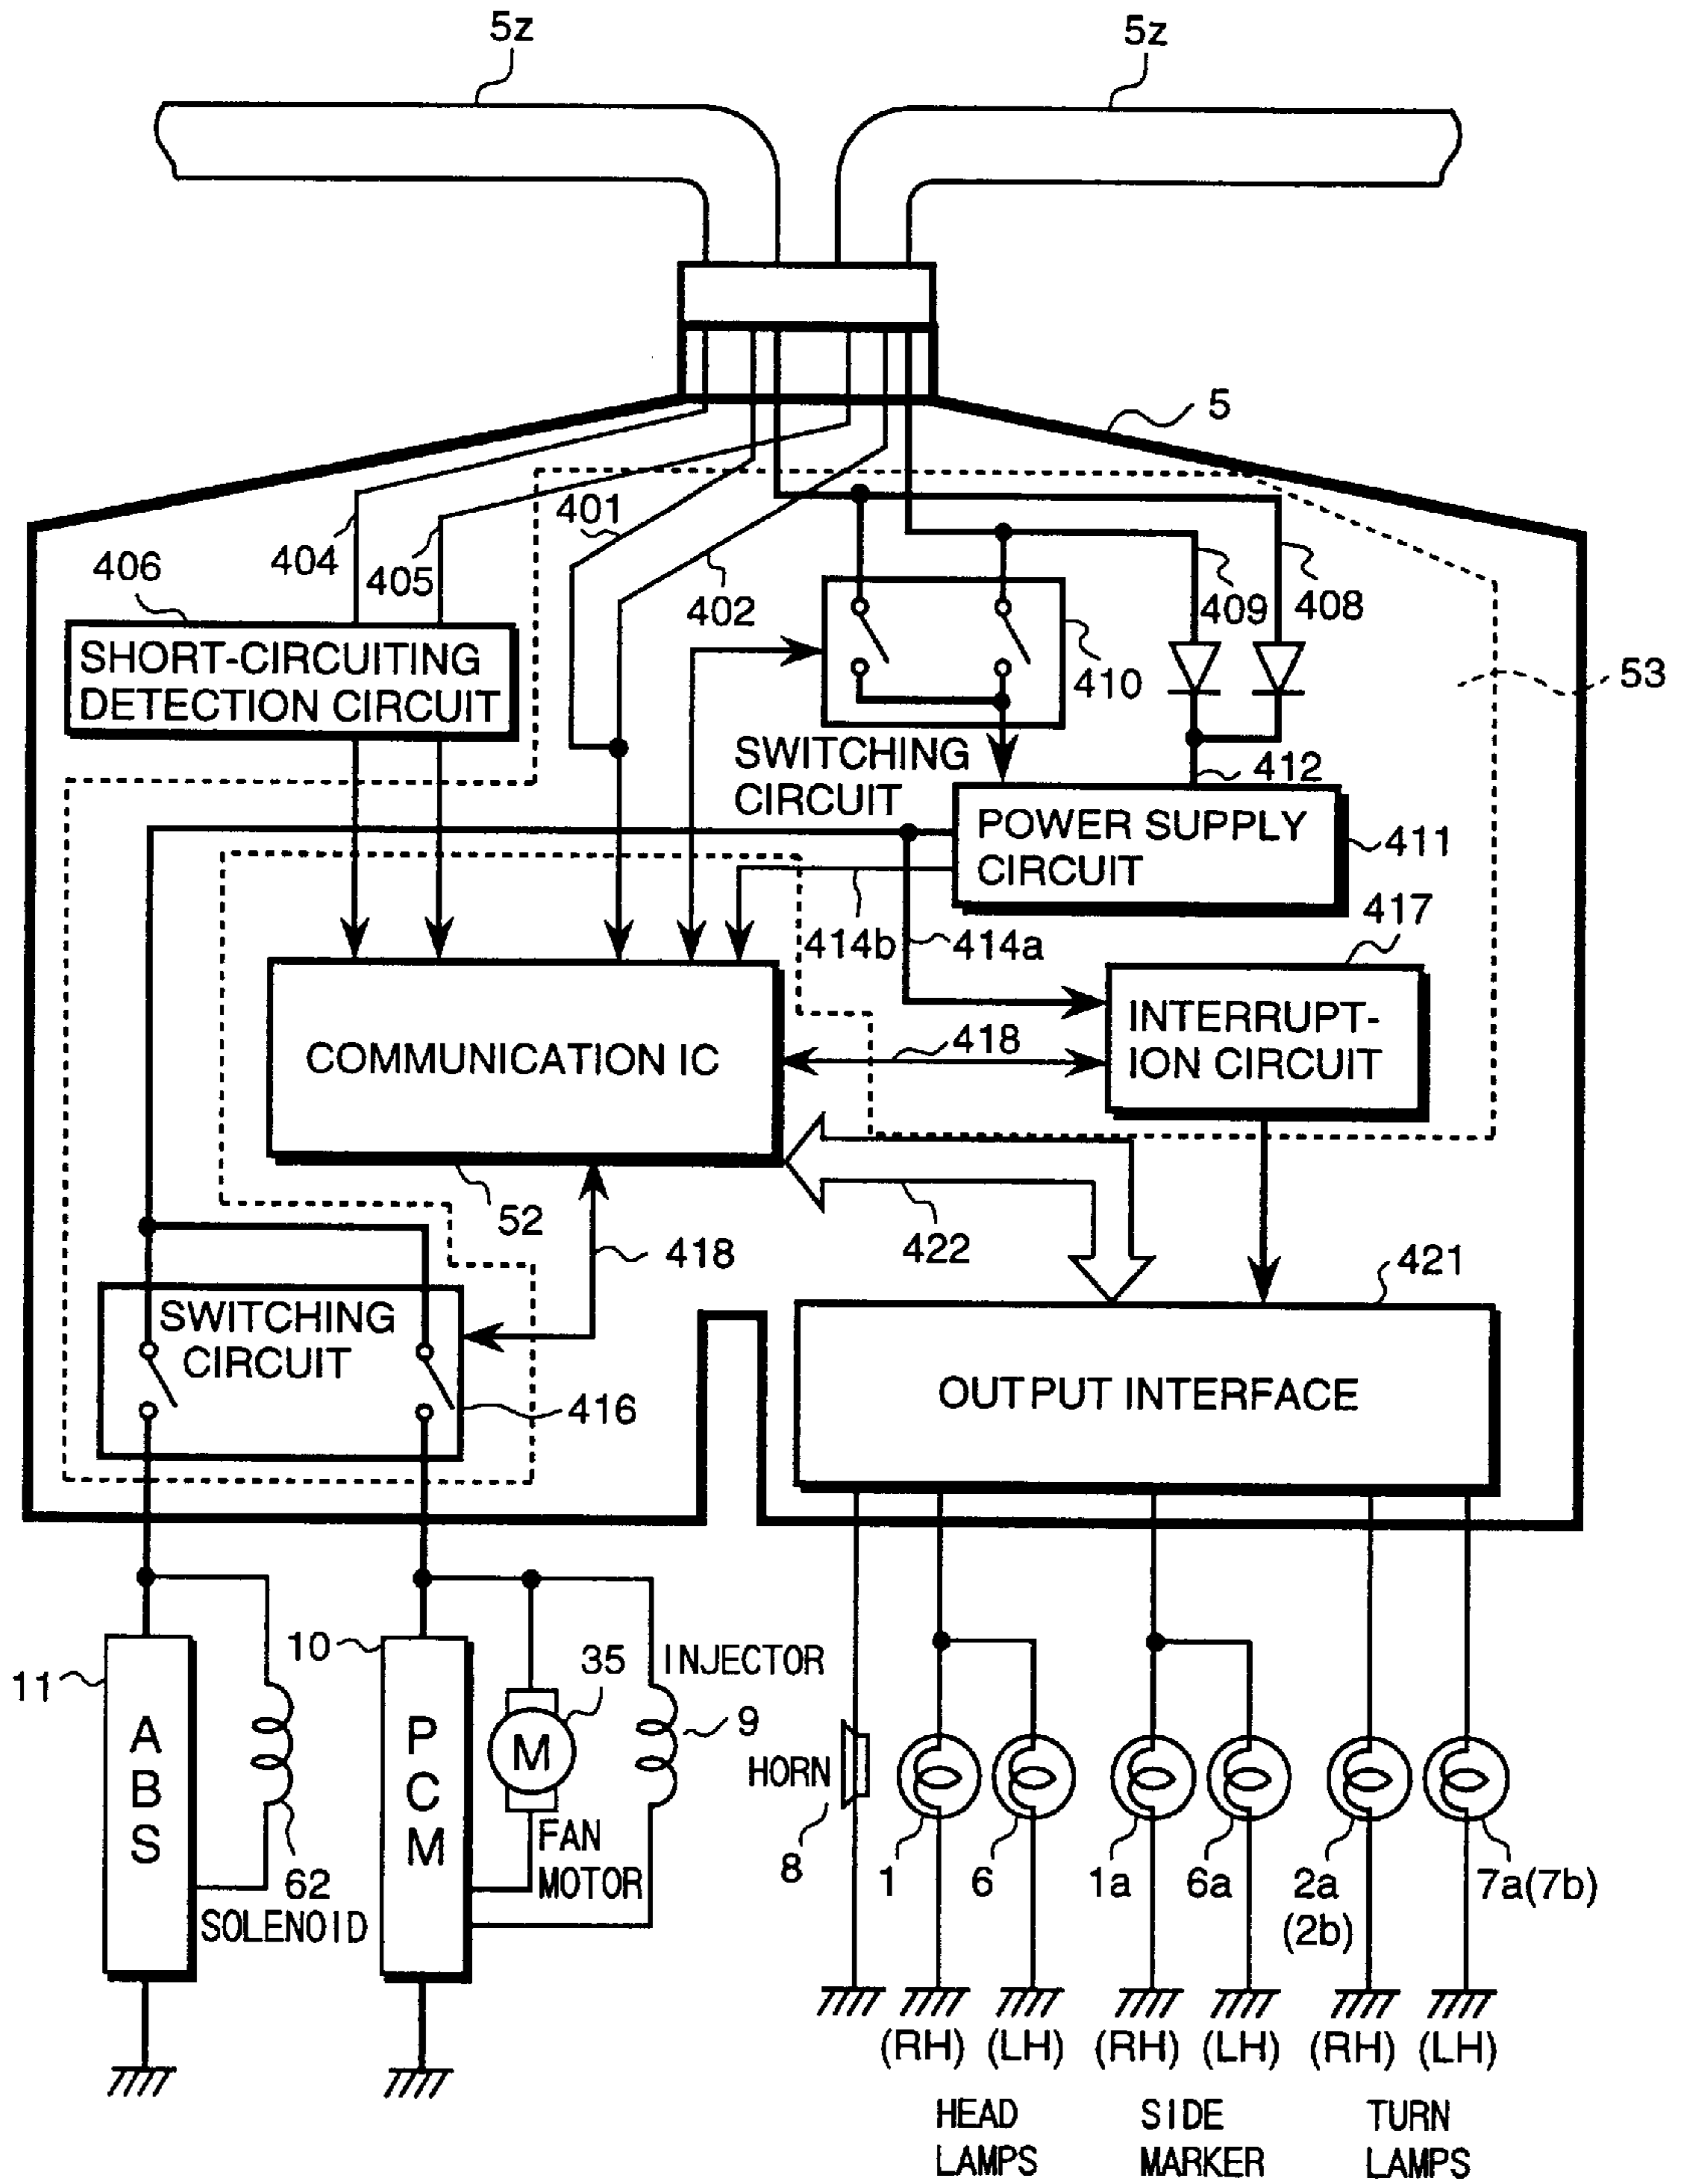 5z
5z
5
401
404
405
406
402
409
408
SHORT-CIRCUITING
DETECTION CIRCUIT
410
53
SWITCHING
CIRCUIT
412
POWER SUPPLY
CIRCUIT
411
417
414b
414a
INTERRUPT-
ION CIRCUIT
418
COMMUNICATION IC
52
418
422
421
SWITCHING
CIRCUIT
416
OUTPUT INTERFACE
11
10
35
INJECTOR
9
A
B
S
P
C
M
M
HORN
8
FAN
MOTOR
62
SOLENOID
1
6
1a
6a
2a
(2b)
7a(7b)
(RH)
(LH)
(RH)
(LH)
(RH)
(LH)
HEAD
LAMPS
SIDE
MARKER
TURN
LAMPS